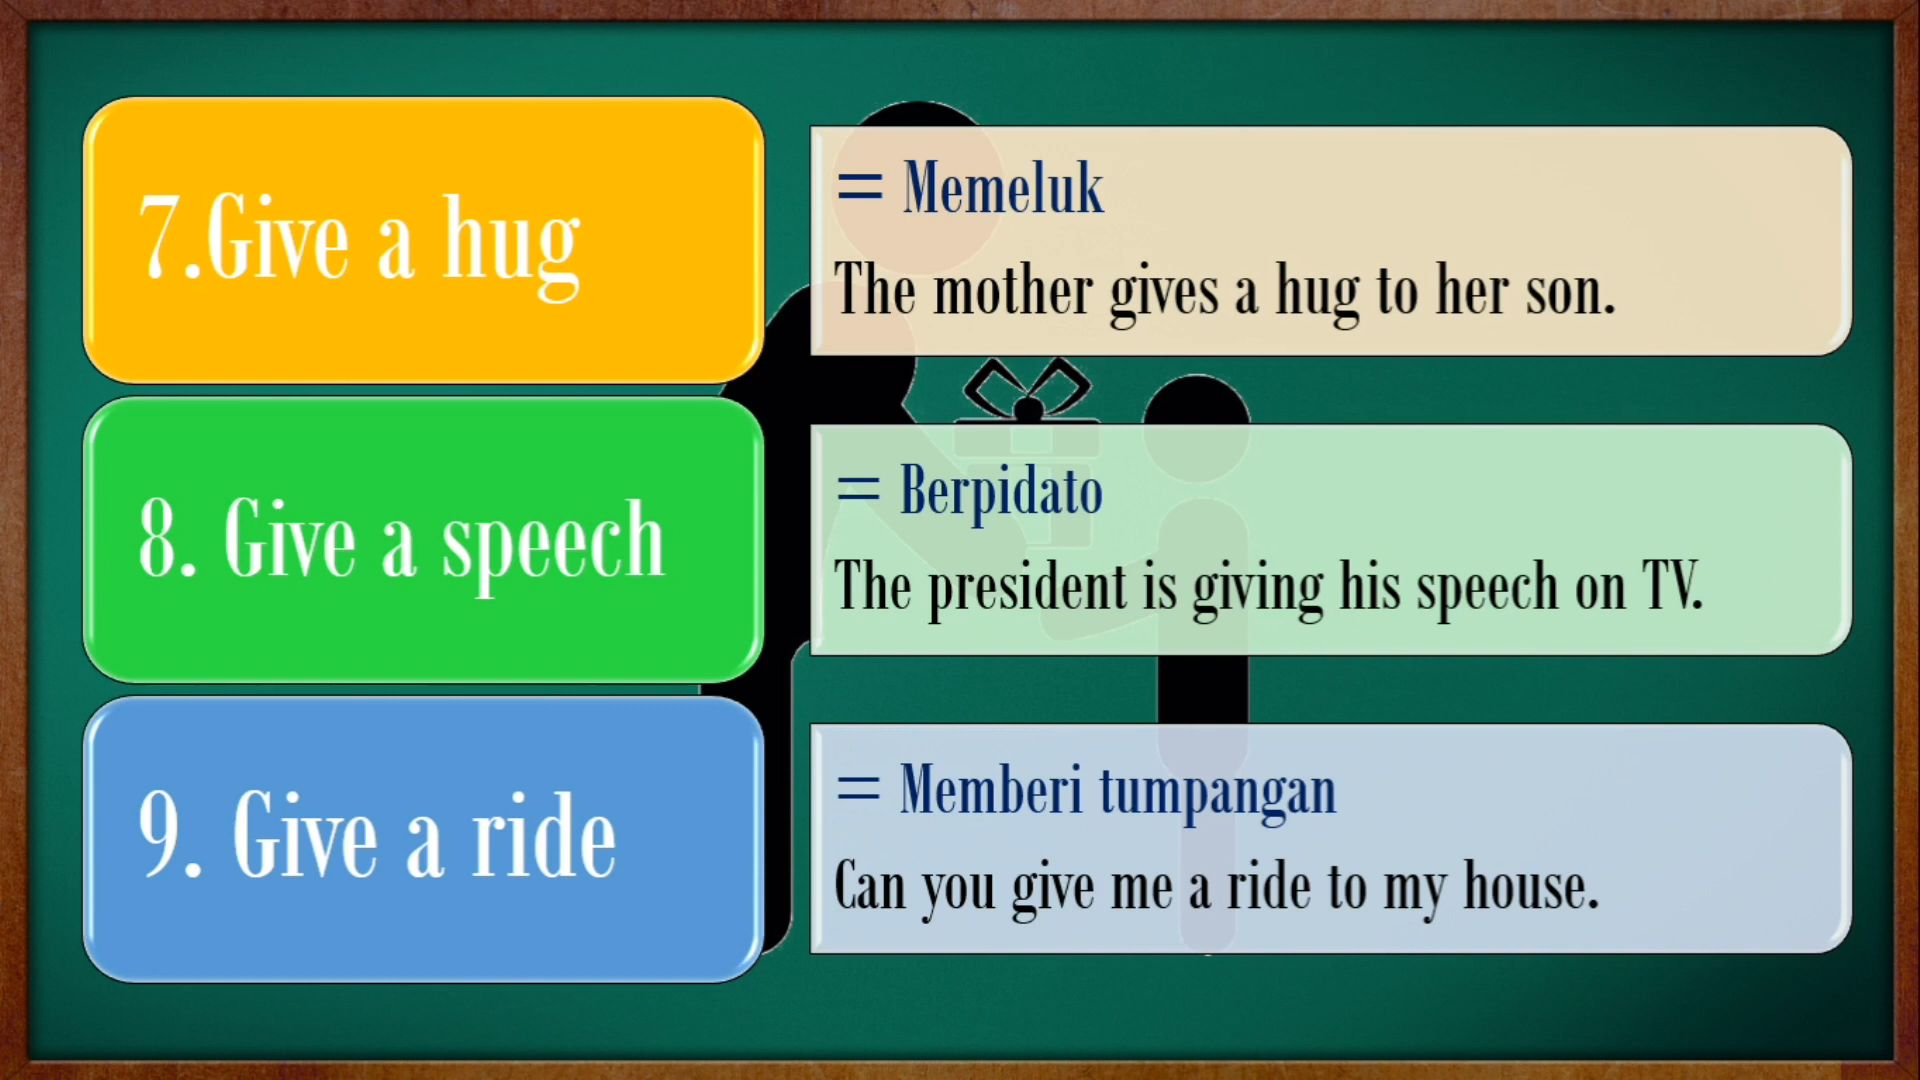 7.Give a hug
= Memeluk
The mother gives a hug to her son.
8. Give a speech
= Berpidato
The president is giving his speech on TV.
9. Give a ride
= Memberi tumpangan
Can you give me a ride to my house.